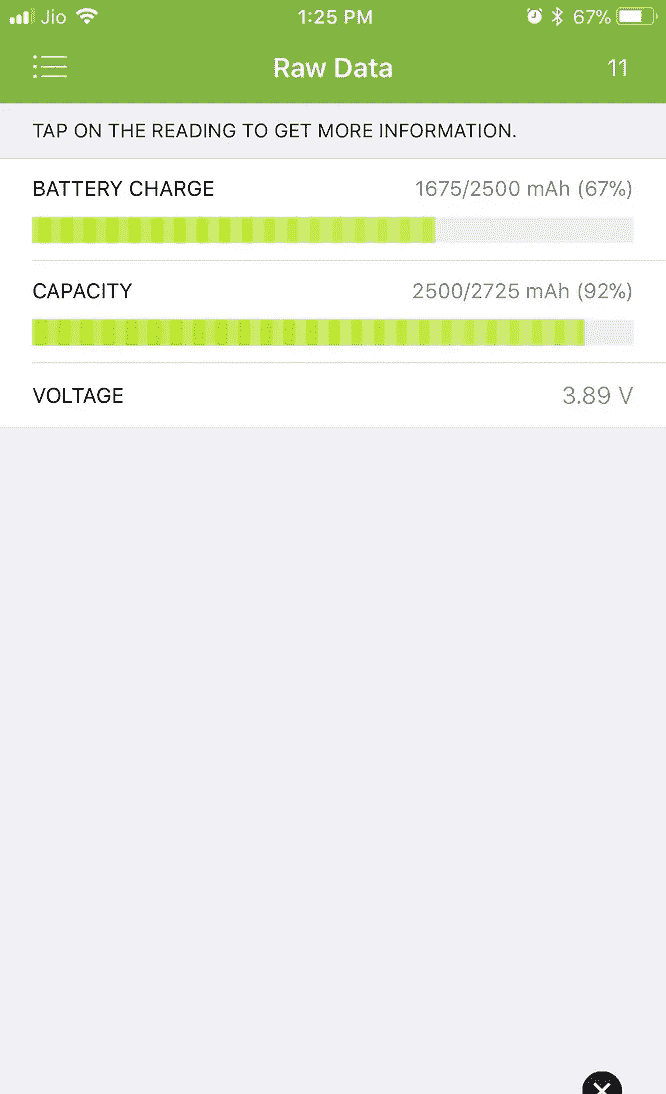 Jio 1:25 PM 67%
Raw Data 11
TAP ON THE READING TO GET MORE INFORMATION.
BATTERY CHARGE 1675/2500 mAh (67%)
CAPACITY 2500/2725 mAh (92%)
VOLTAGE 3.89 V